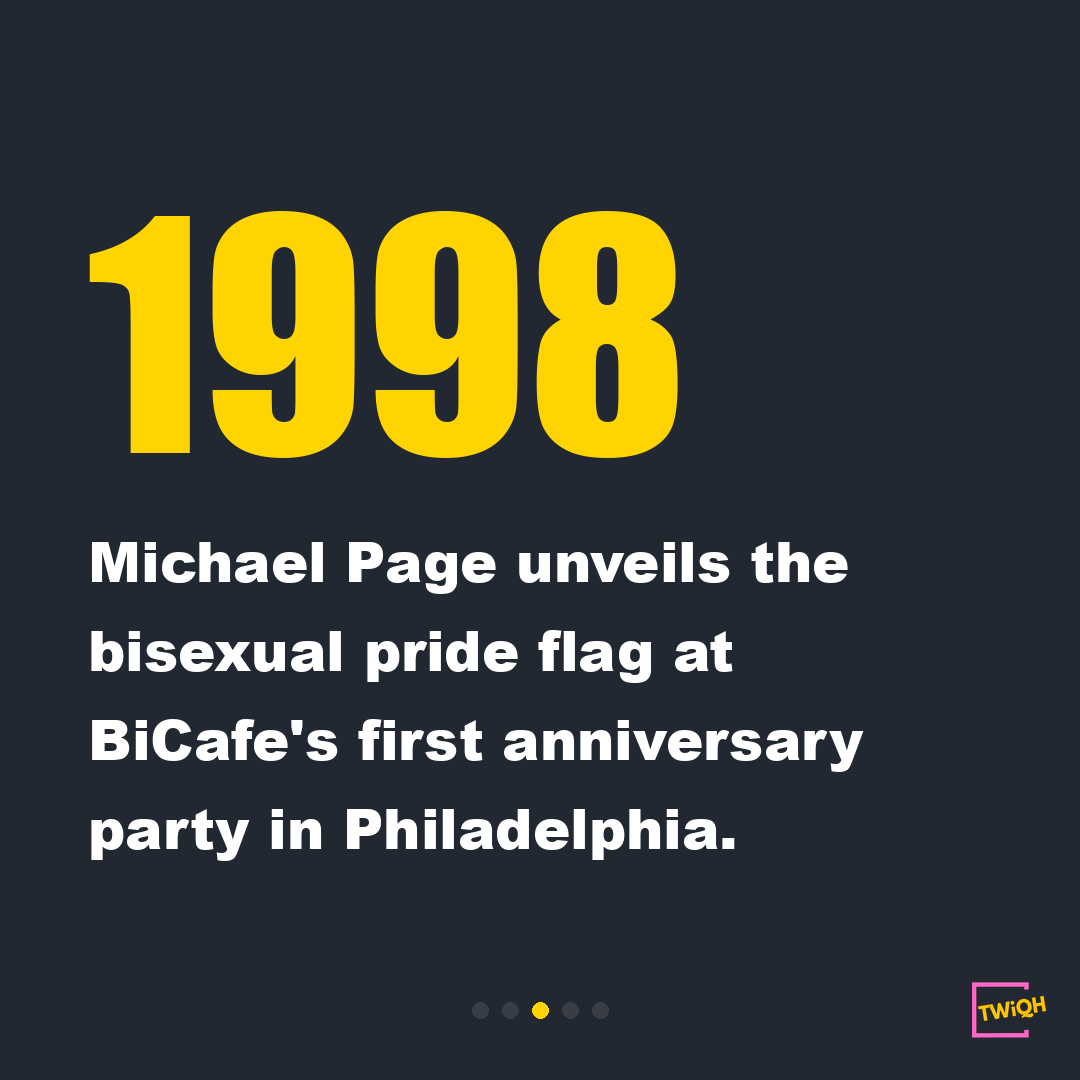 1998
Michael Page unveils the
bisexual pride flag at
BiCafe's first anniversary
party in Philadelphia.
TWiQH